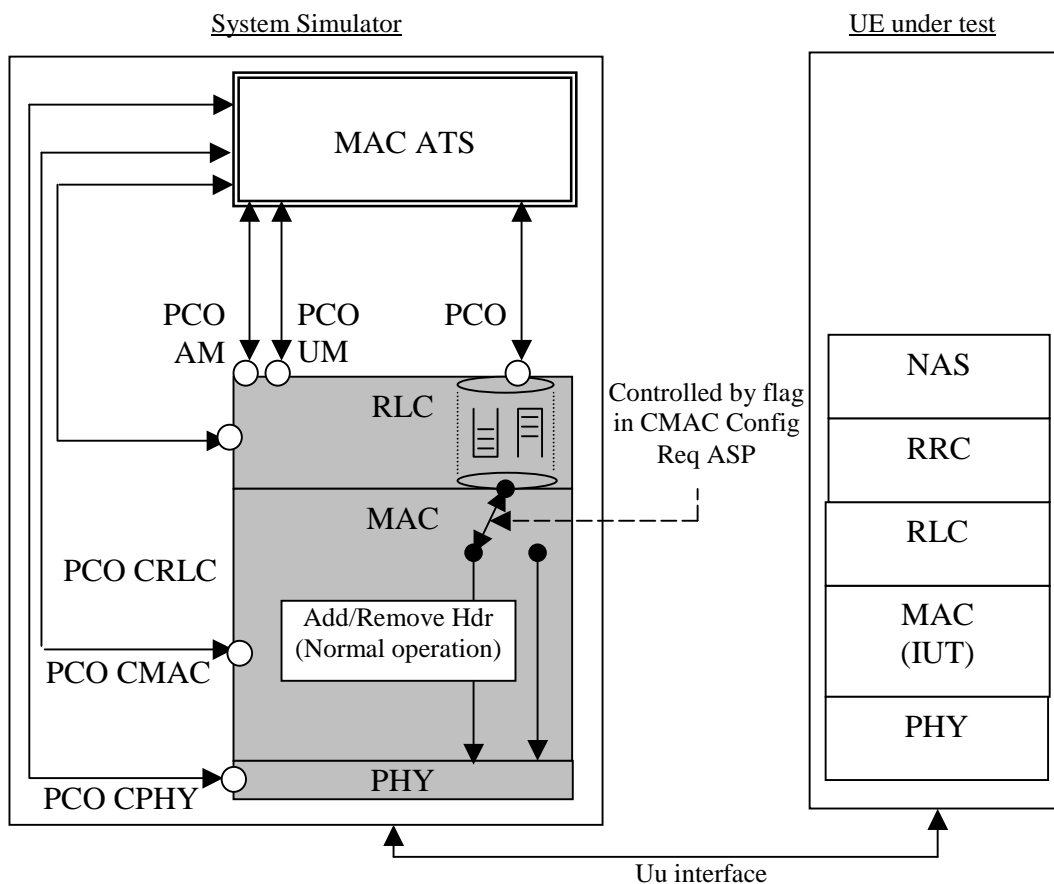 System Simulator
UE under test
MAC ATS
PCO
AM
PCO
UM
PCO
RLC
Controlled by flag
in CMAC Config
Req ASP
MAC
PCO CRLC
Add/Remove Hdr
(Normal operation)
PCO CMAC
PHY
PCO CPHY
NAS
RRC
RLC
MAC
(IUT)
PHY
Uu interface